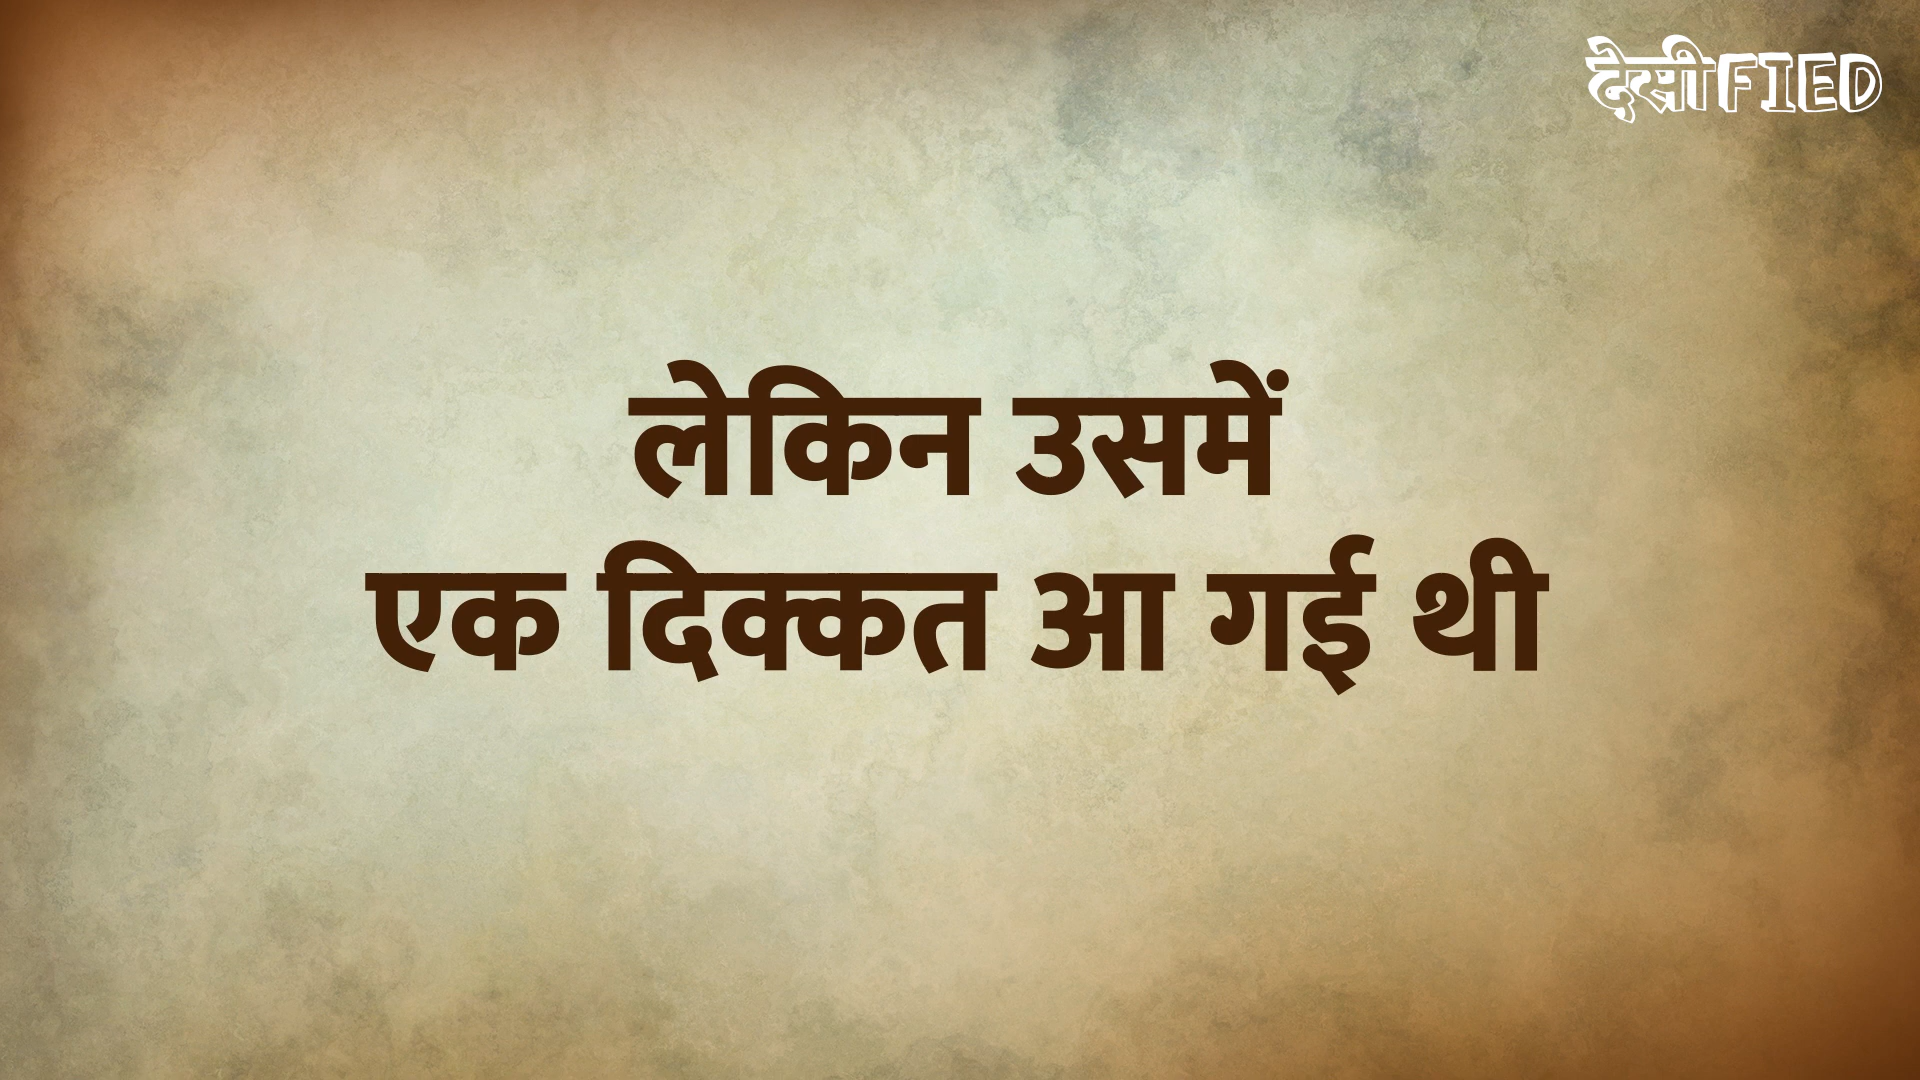 देसीFIED
लेकिन उसमें
एक दिक्कत आ गई थी